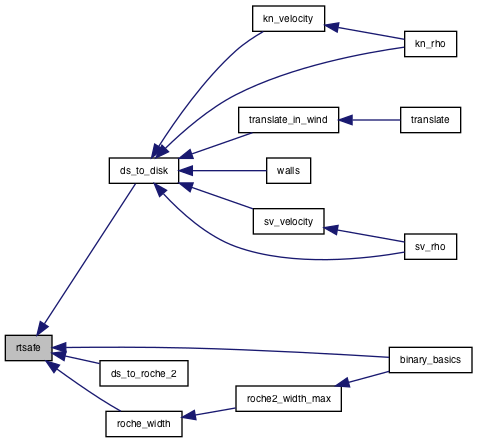 kn_velocity
kn_rho
translate_in_wind
translate
ds_to_disk
walls
sv_velocity
sv_rho
rtsafe
binary_basics
ds_to_roche_2
roche2_width_max
roche_width